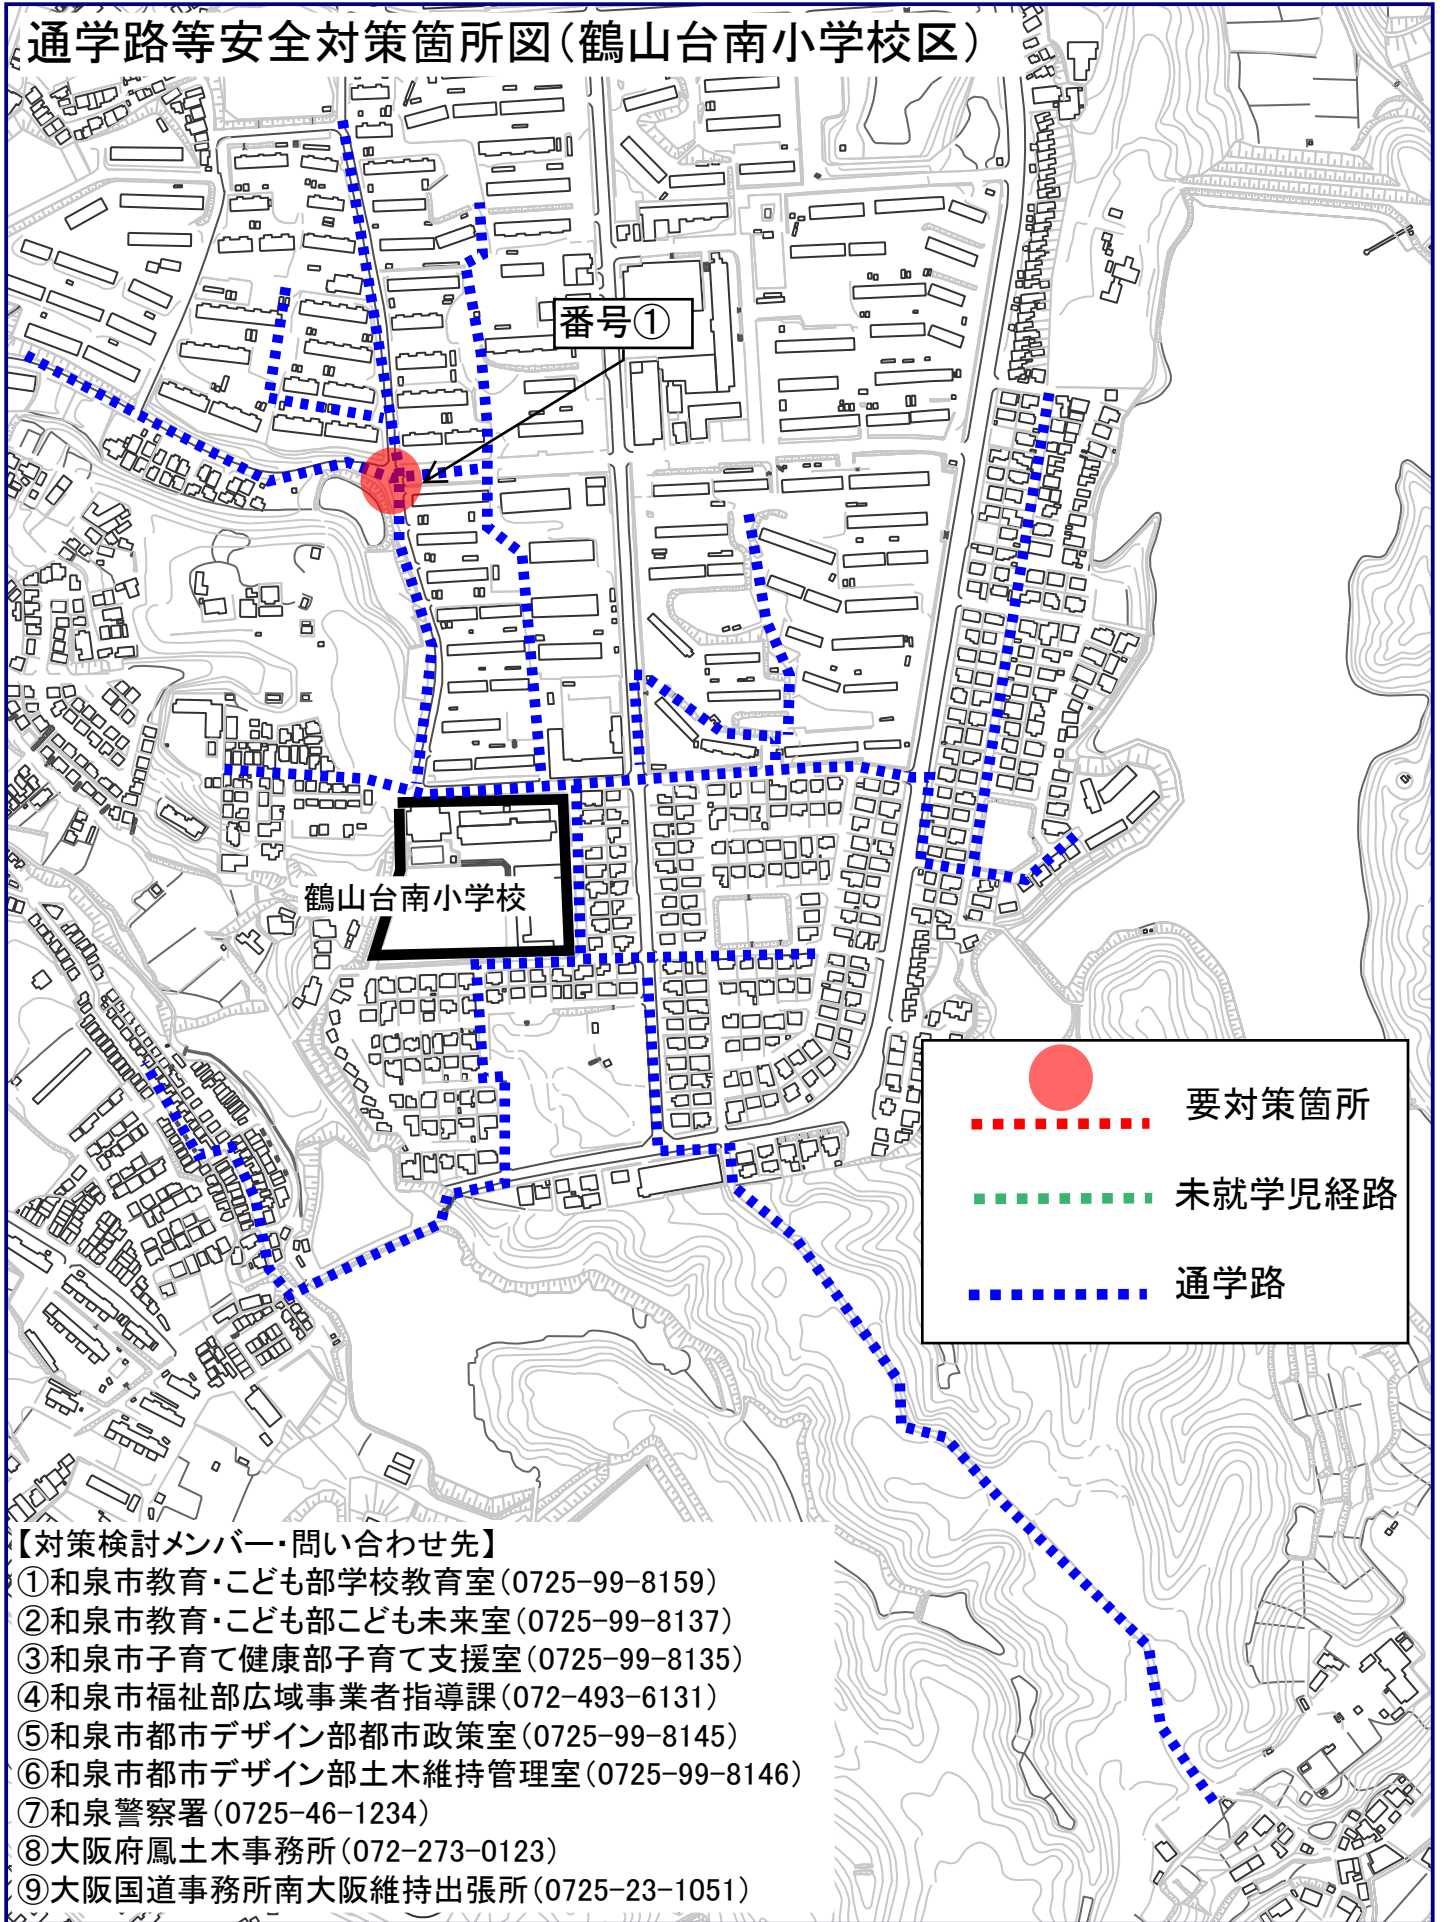 通学路等安全対策箇所図(鶴山台南小学校区)
番号①
鶴山台南小学校
要対策箇所
未就学児経路
通学路
【対策検討メンバー・問い合わせ先】
①和泉市教育・こども部学校教育室(0725-99-8159)
②和泉市教育・こども部こども未来室(0725-99-8137)
③和泉市子育て健康部子育て支援室(0725-99-8135)
④和泉市福祉部広域事業者指導課(072-493-6131)
⑤和泉市都市デザイン部都市政策室(0725-99-8145)
⑥和泉市都市デザイン部土木維持管理室(0725-99-8146)
⑦和泉警察署(0725-46-1234)
⑧大阪府鳳土木事務所(072-273-0123)
⑨大阪国道事務所南大阪維持出張所(0725-23-1051)